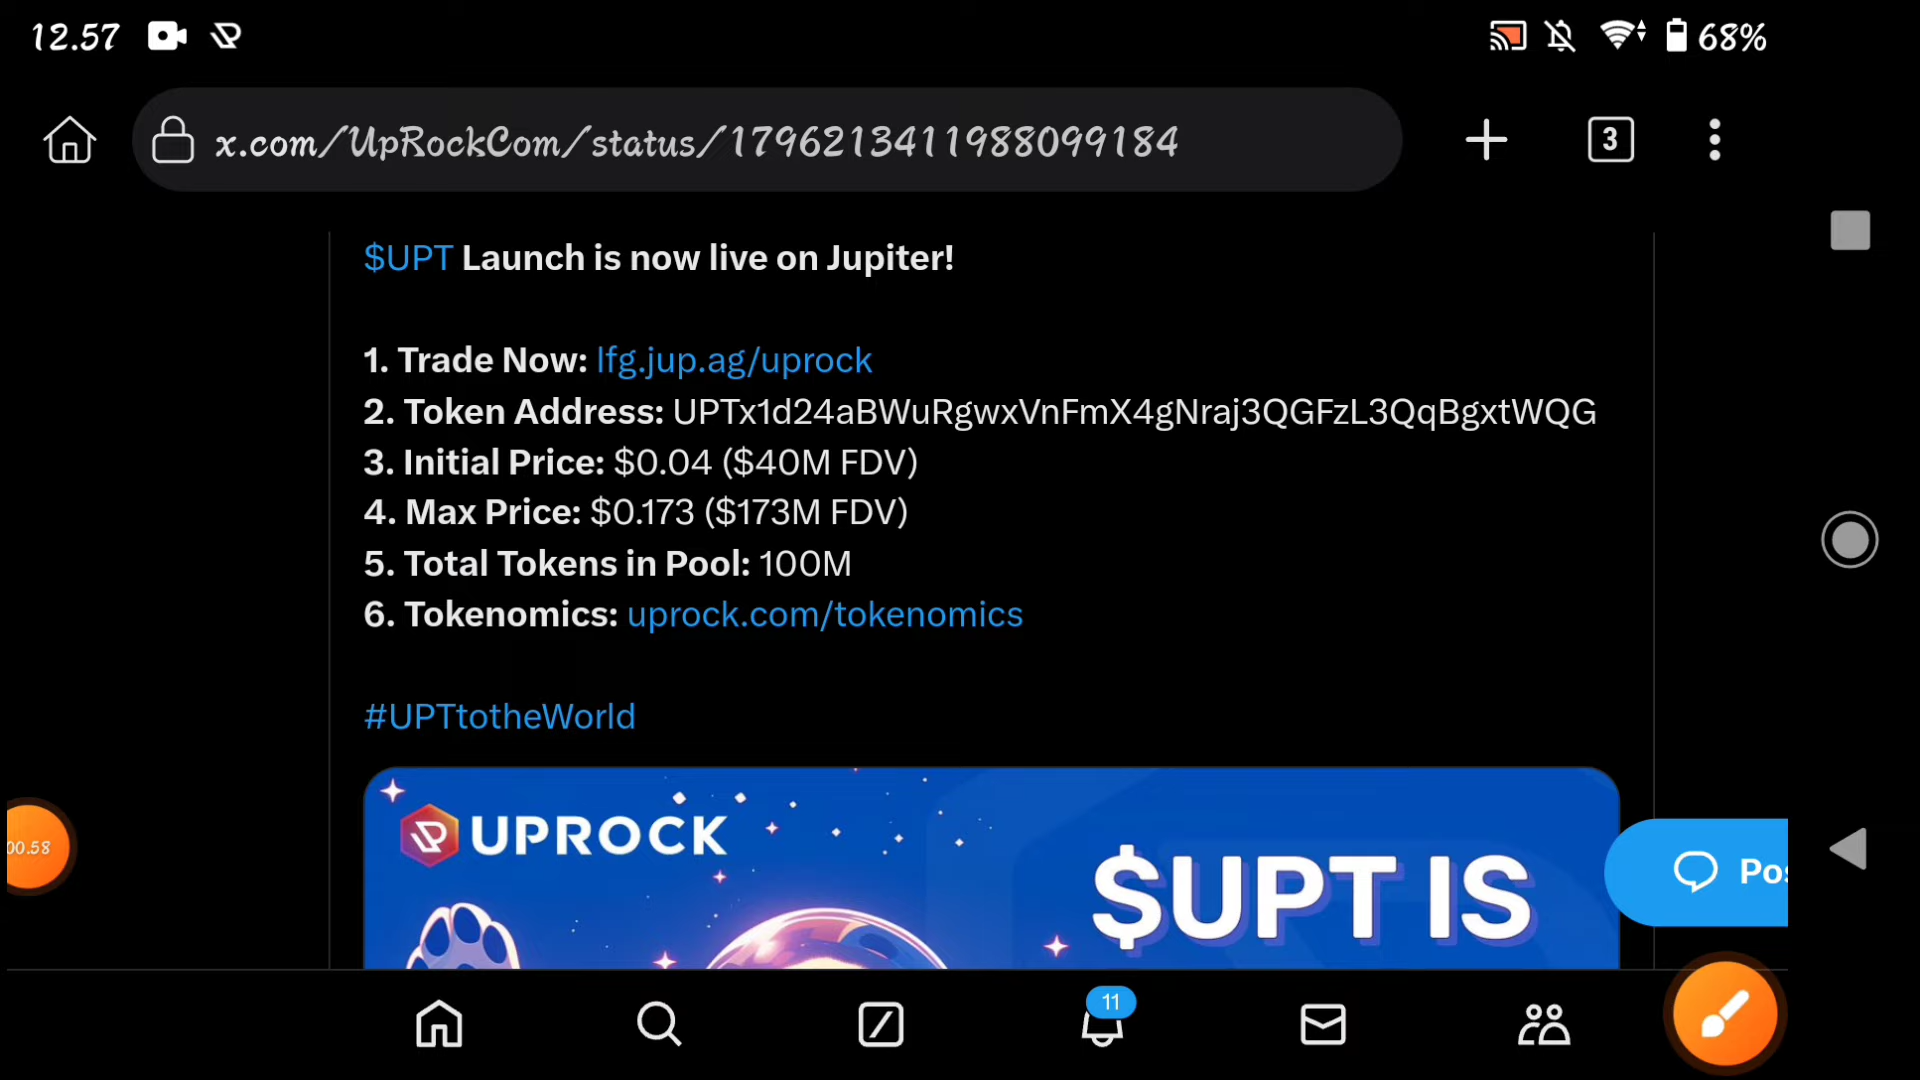 12.57
68%
x.com/UpRockCom/status/1796213411988099184
3
$UPT Launch is now live on Jupiter!
1. Trade Now: lfg.jup.ag/uprock
2. Token Address: UPTx1d24aBWuRgwxVnFmX4gNraj3QGFzL3QqBgxtWQG
3. Initial Price: $0.04 ($40M FDV)
4. Max Price: $0.173 ($173M FDV)
5. Total Tokens in Pool: 100M
6. Tokenomics: uprock.com/tokenomics
#UPTtotheWorld
UPROCK
$UPT IS
00.58
Pos
11